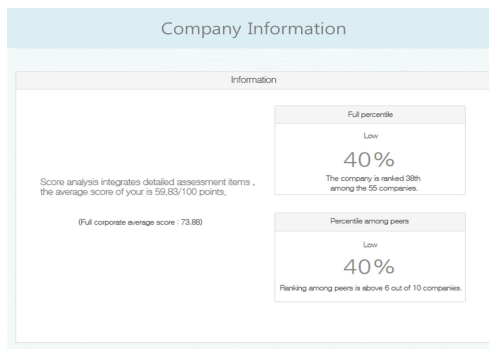 Company Information
Information
Score analysis integrates detailed assessment items ,
the average score of your is 59,83/100 points,
(Full corporate average score : 73.88)
Full percentile
Low
40%
The company is ranked 38th
among the 55 companies.
Percentile among peers
Low
40%
Ranking among peers is above 6 out of 10 companies.